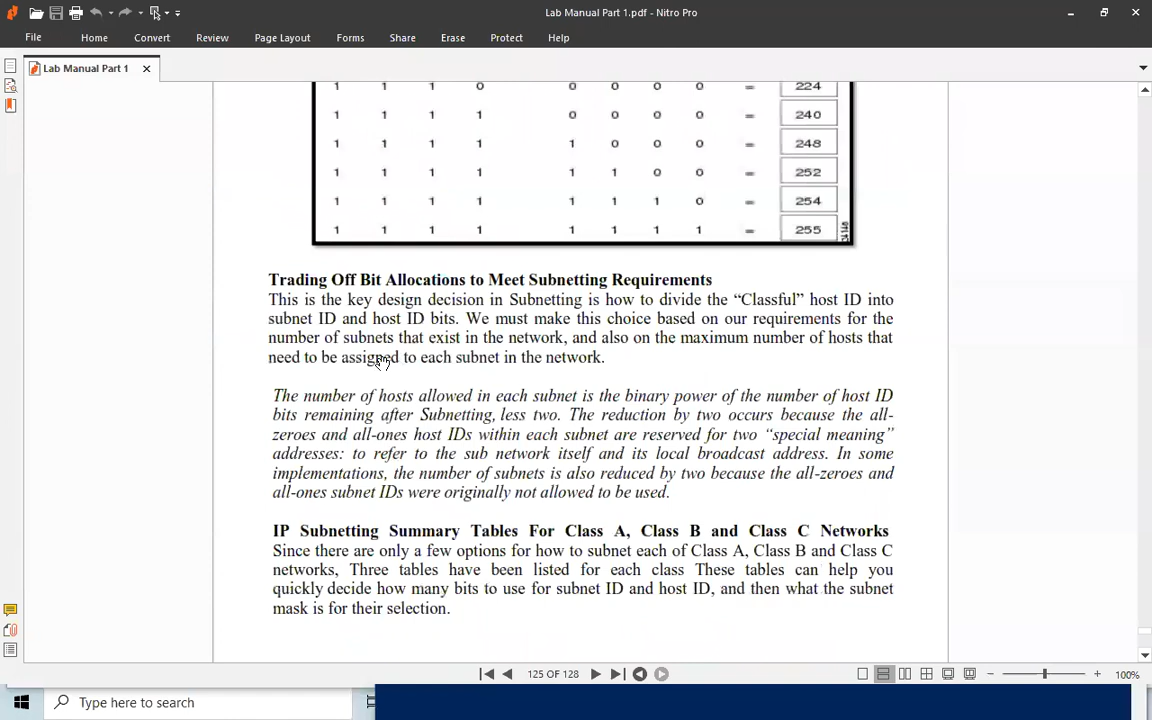 Lab Manual Part 1.pdf - Nitro Pro
File Home Convert Review Page Layout Forms Share Erase Protect Help
Lab Manual Part 1
1 1 1 0 0 0 0 0 = 224
1 1 1 1 0 0 0 0 = 240
1 1 1 1 1 0 0 0 = 248
1 1 1 1 1 1 0 0 = 252
1 1 1 1 1 1 1 0 = 254
1 1 1 1 1 1 1 1 = 255
Trading Off Bit Allocations to Meet Subnetting Requirements
This is the key design decision in Subnetting is how to divide the “Classful” host ID into
subnet ID and host ID bits. We must make this choice based on our requirements for the
number of subnets that exist in the network, and also on the maximum number of hosts that
need to be assigned to each subnet in the network.
The number of hosts allowed in each subnet is the binary power of the number of host ID
bits remaining after Subnetting, less two. The reduction by two occurs because the all-
zeroes and all-ones host IDs within each subnet are reserved for two “special meaning”
addresses: to refer to the sub network itself and its local broadcast address. In some
implementations, the number of subnets is also reduced by two because the all-zeroes and
all-ones subnet IDs were originally not allowed to be used.
IP Subnetting Summary Tables For Class A, Class B and Class C Networks
Since there are only a few options for how to subnet each of Class A, Class B and Class C
networks, Three tables have been listed for each class These tables can help you
quickly decide how many bits to use for subnet ID and host ID, and then what the subnet
mask is for their selection.
125 OF 128
100%
Type here to search